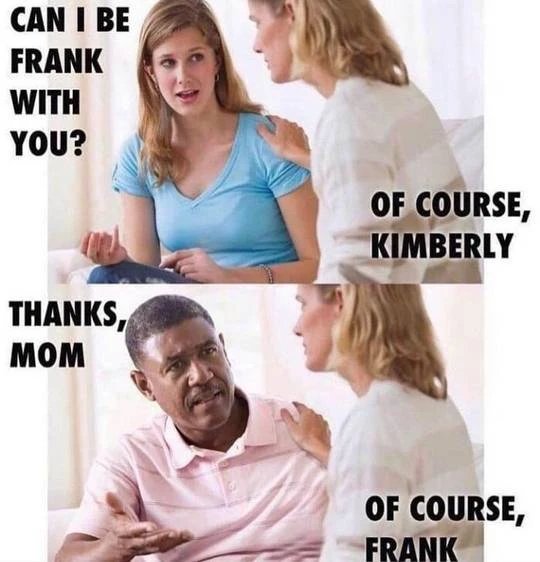 CAN I BE
FRANK
WITH
YOU?
OF COURSE,
KIMBERLY
THANKS,
MOM
OF COURSE,
FRANK